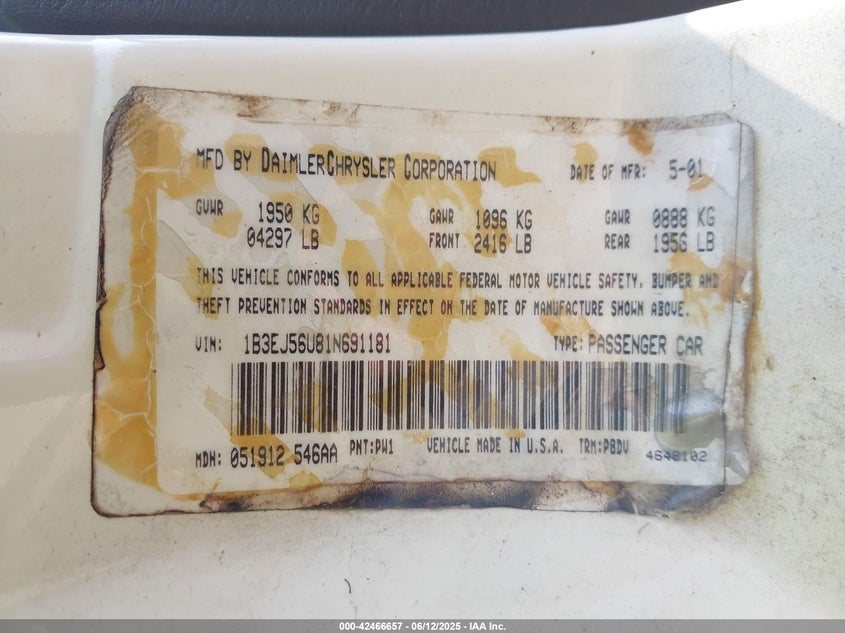 MFD BY DAIMLERCHRYSLER CORPORATION DATE OF MFR: 5-01
GVWR 1950 KG GAWR 1096 KG GAWR 0888 KG
04297 LB FRONT 2416 LB REAR 1956 LB
THIS VEHICLE CONFORMS TO ALL APPLICABLE FEDERAL MOTOR VEHICLE SAFETY, BUMPER AND
THEFT PREVENTION STANDARDS IN EFFECT ON THE DATE OF MANUFACTURE SHOWN ABOVE.
VIN: 1B3EJ56U81N691181 TYPE: PASSENGER CAR
MDH: 051912 546AA PNT:PW1 VEHICLE MADE IN U.S.A. TRM:P8DV 4648102
000-42466657 - 06/12/2025 - IAA Inc.